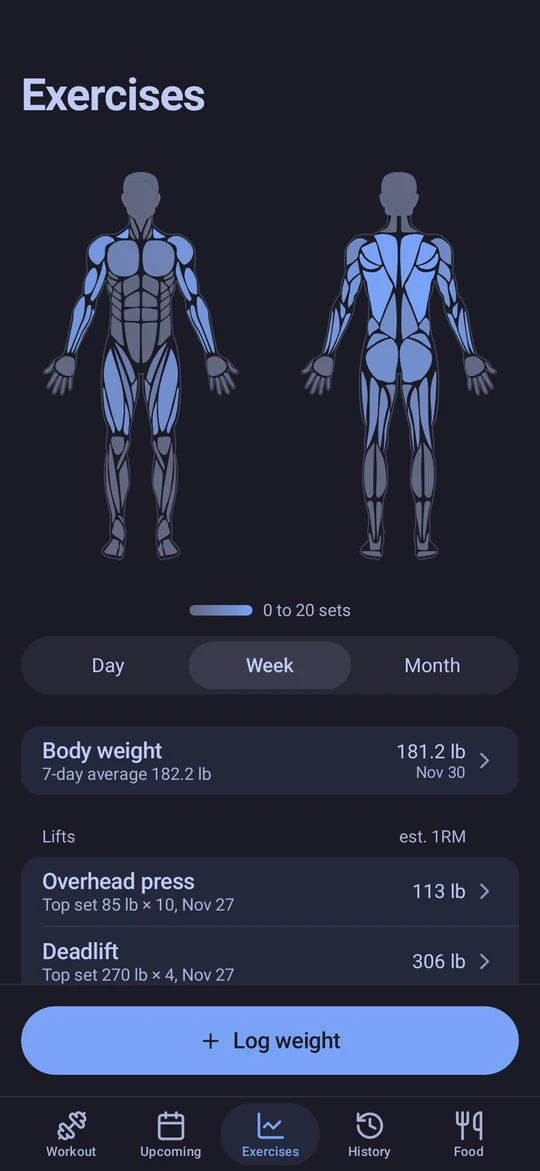 Exercises
0 to 20 sets
Day
Week
Month
Body weight
181.2 lb
7-day average 182.2 lb
Nov 30
Lifts
est. 1RM
Overhead press
113 lb
Top set 85 lb × 10, Nov 27
Deadlift
306 lb
Top set 270 lb × 4, Nov 27
+ Log weight
Workout
Upcoming
Exercises
History
Food